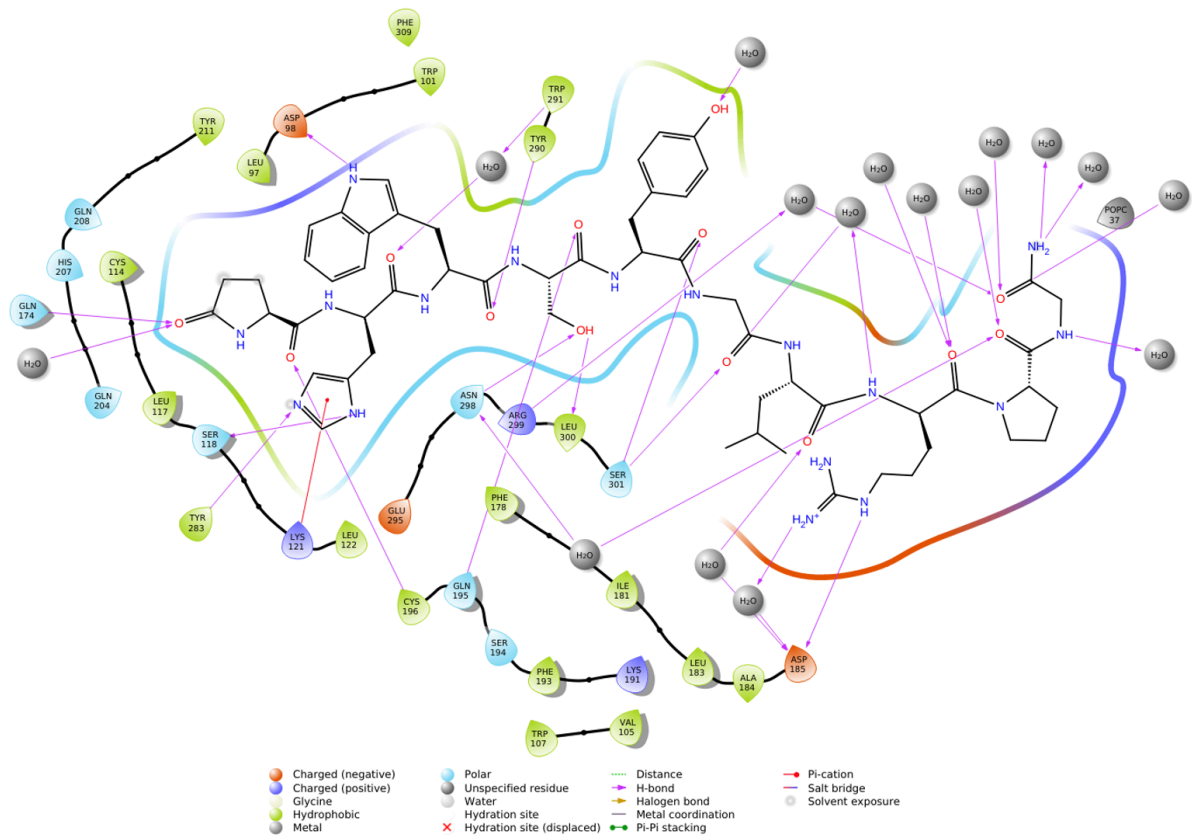 PHE
309
H₂O
TRP
101
TRP
291
ASP
98
TYR
211
OH
TYR
290
H₂O
H₂O
H₂O
LEU
97
H
N
H₂O
H₂O
H₂O
H₂O
H₂O
H₂O
POPC
37
GLN
208
HIS
207
CYS
114
O
O
O
NH₂
H
N
O
N
H
NH
GLN
174
O
N
H
H
N
O
N
H
O
O
NH
O
O
O
NH
H₂O
H₂O
O
OH
NH
O
N
H
N
GLN
204
LEU
117
N
NH
ASN
298
ARG
299
LEU
300
O
SER
118
SER
301
H₂N
N
H
H₂N⁺
TYR
283
GLU
295
PHE
178
LYS
121
LEU
122
H₂O
H₂O
ILE
181
H₂O
CYS
196
GLN
195
SER
194
PHE
193
LYS
191
LEU
183
ALA
184
ASP
185
TRP
107
VAL
105
Charged (negative)
Charged (positive)
Glycine
Hydrophobic
Metal
Polar
Unspecified residue
Water
Hydration site
Hydration site (displaced)
Distance
H-bond
Halogen bond
Metal coordination
Pi-Pi stacking
Pi-cation
Salt bridge
Solvent exposure